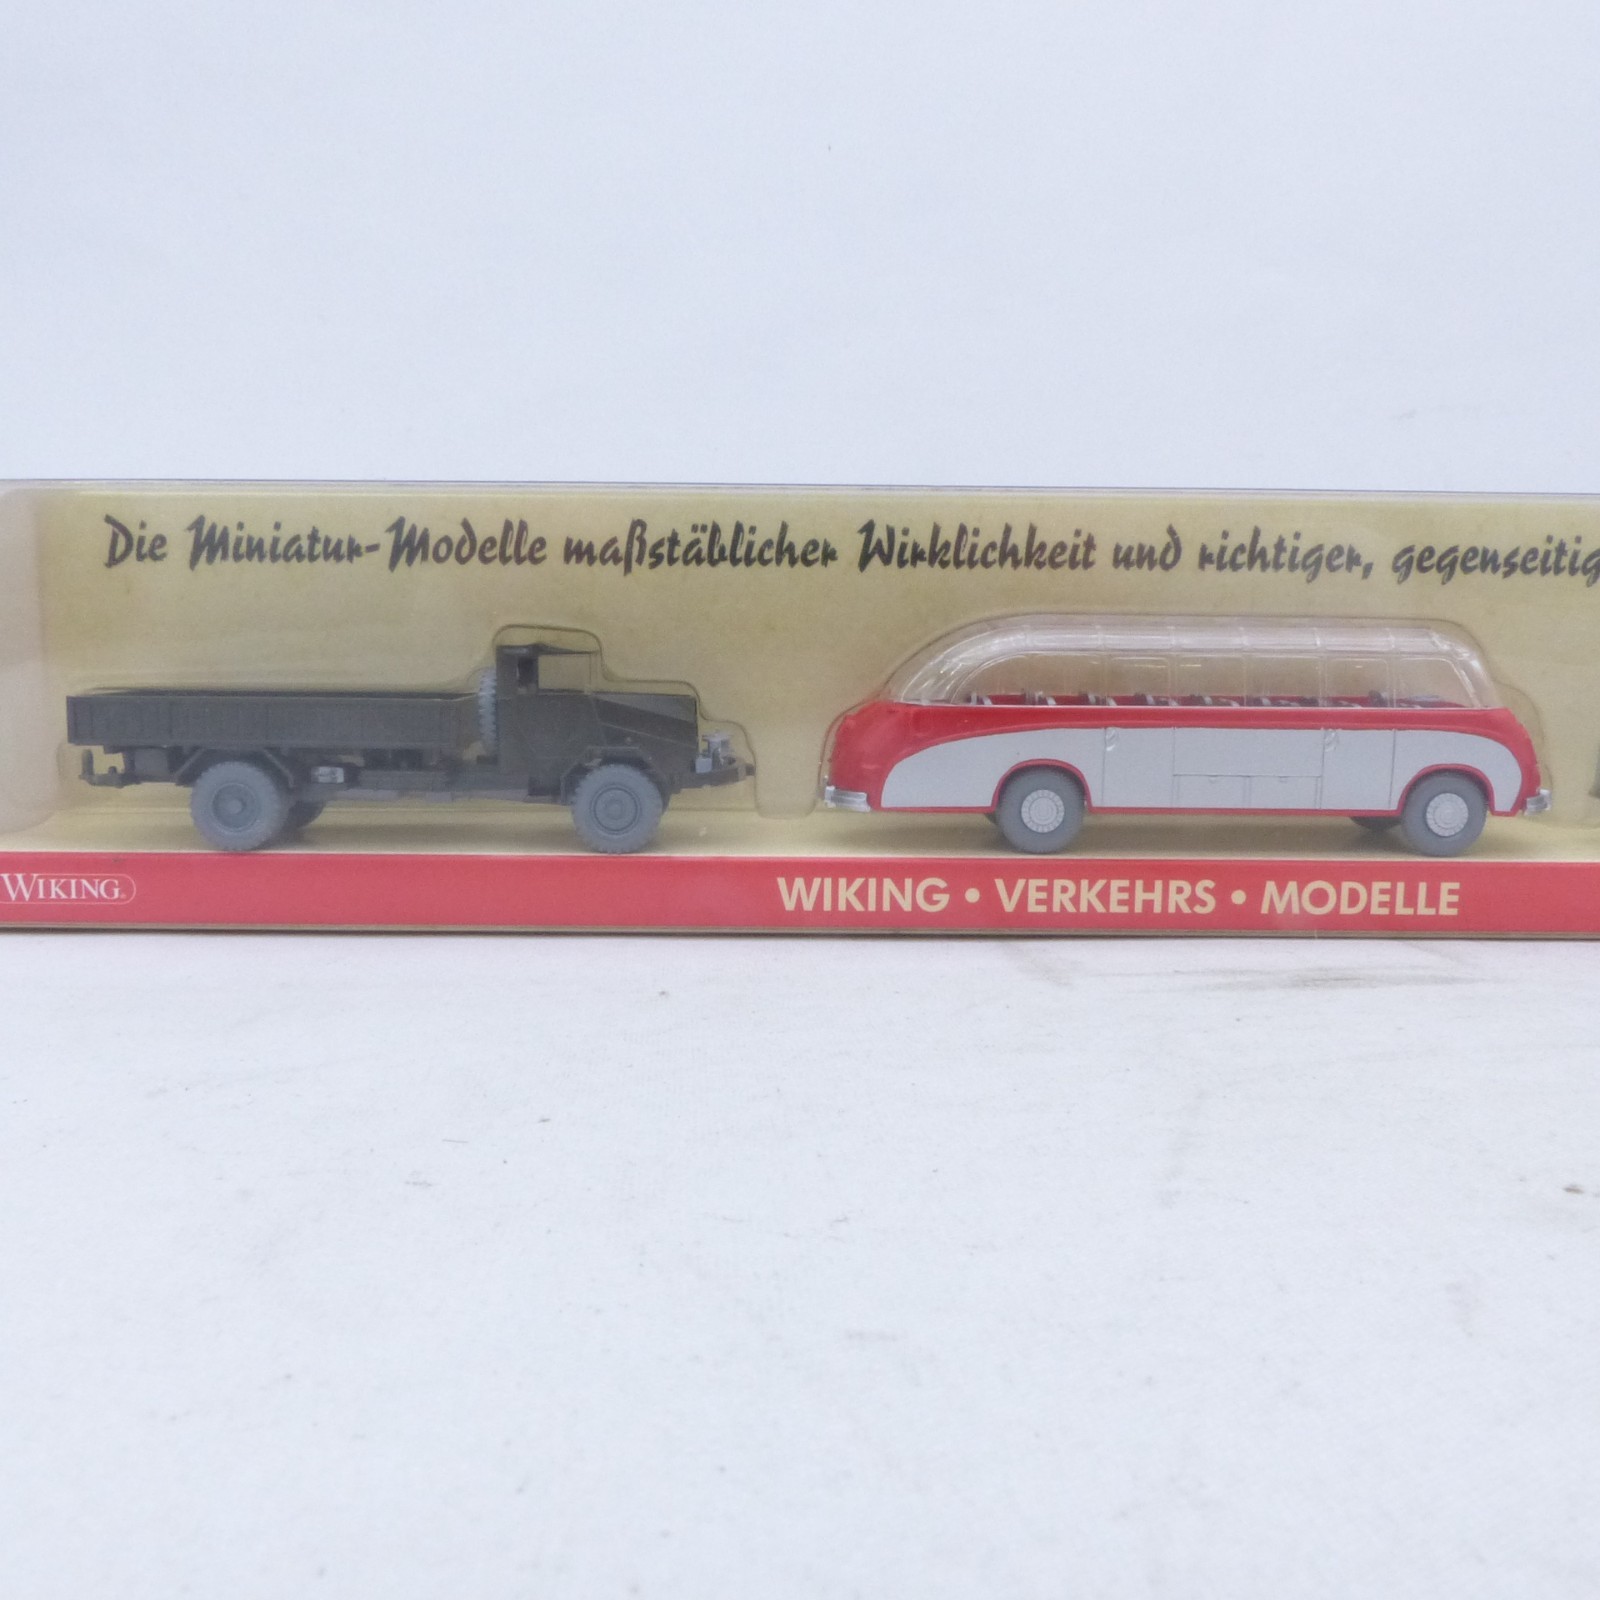 Die Miniatur-Modelle maßstäblicher Wirklichkeit und richtiger, gegenseitig
WIKING
WIKING • VERKEHRS • MODELLE